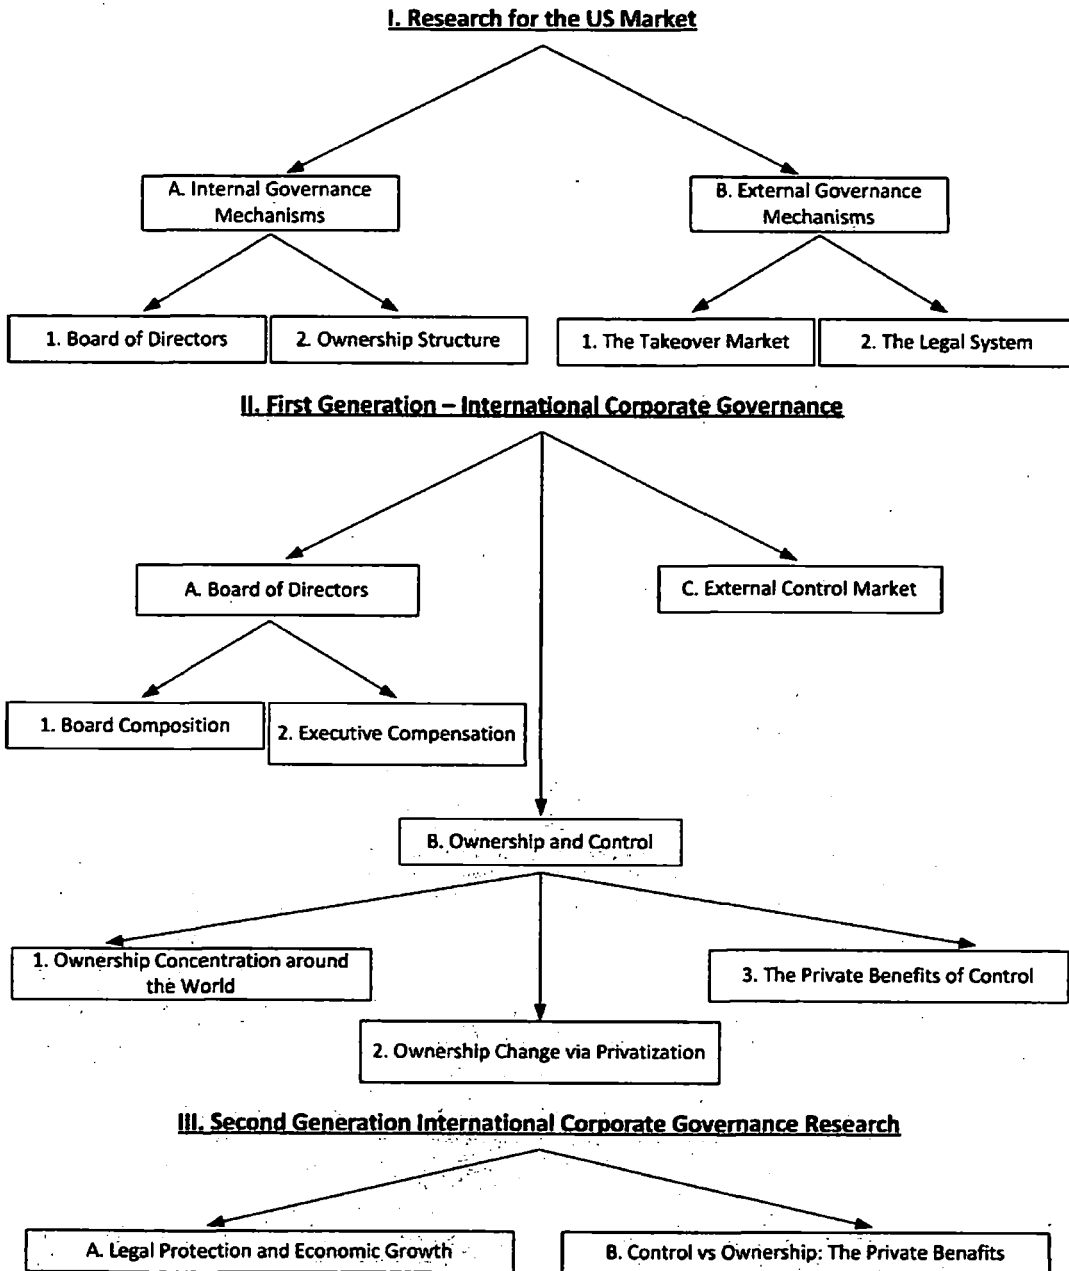 I. Research for the US Market
A. Internal Governance
Mechanisms
B. External Governance
Mechanisms
1. Board of Directors
2. Ownership Structure
1. The Takeover Market
2. The Legal System
II. First Generation – International Corporate Governance
A. Board of Directors
C. External Control Market
1. Board Composition
2. Executive Compensation
B. Ownership and Control
1. Ownership Concentration around
the World
3. The Private Benefits of Control
2. Ownership Change via Privatization
III. Second Generation International Corporate Governance Research
A. Legal Protection and Economic Growth
B. Control vs Ownership: The Private Benafits